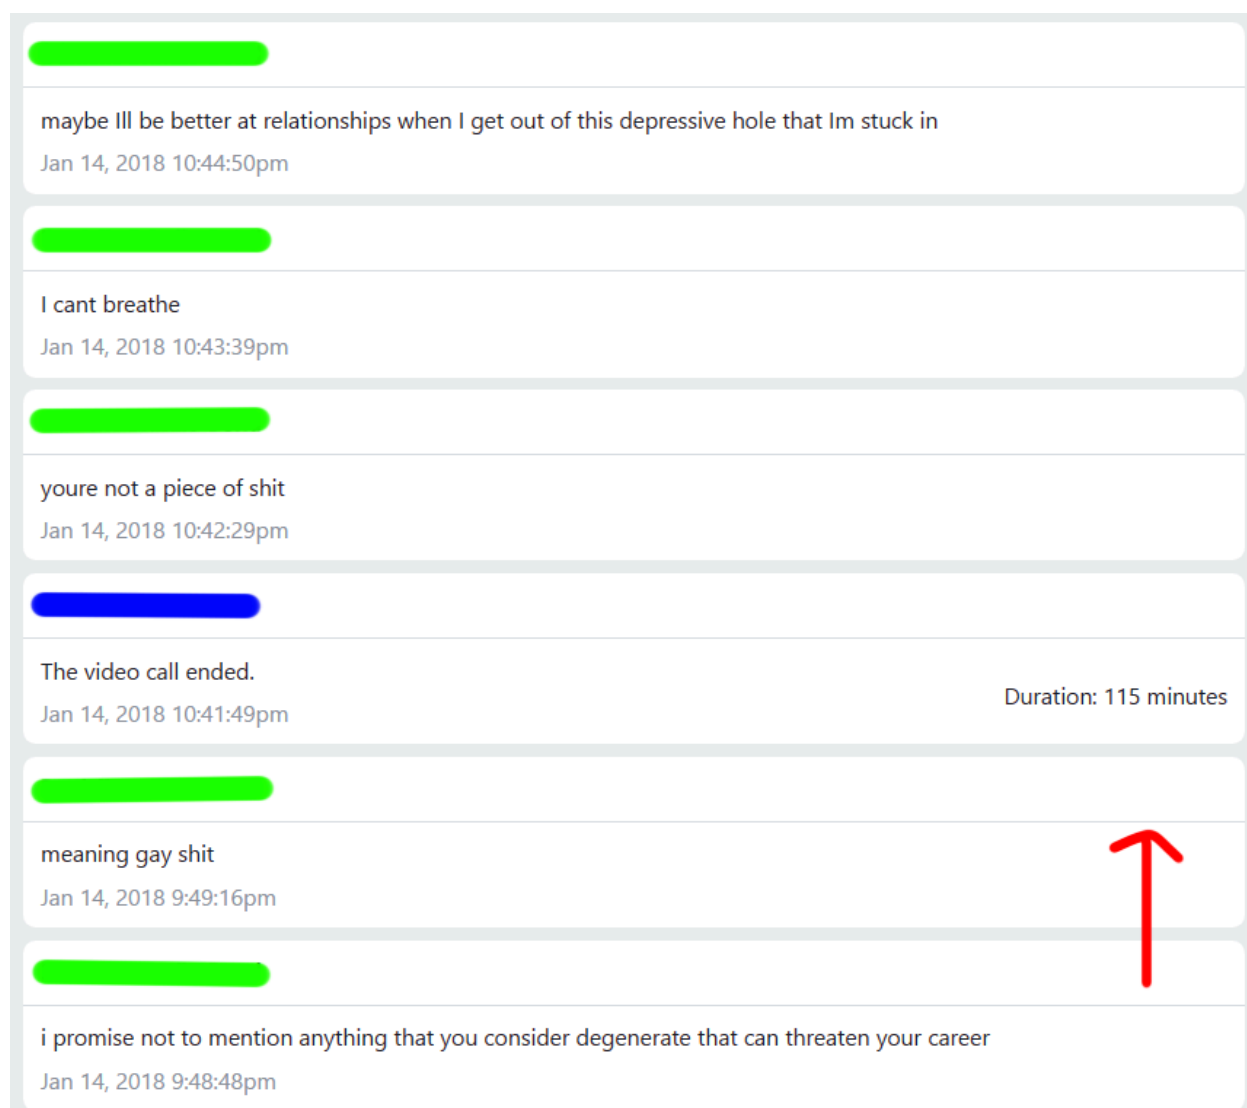 maybe Ill be better at relationships when I get out of this depressive hole that Im stuck in
Jan 14, 2018 10:44:50pm
I cant breathe
Jan 14, 2018 10:43:39pm
youre not a piece of shit
Jan 14, 2018 10:42:29pm
The video call ended.
Duration: 115 minutes
Jan 14, 2018 10:41:49pm
meaning gay shit
Jan 14, 2018 9:49:16pm
i promise not to mention anything that you consider degenerate that can threaten your career
Jan 14, 2018 9:48:48pm